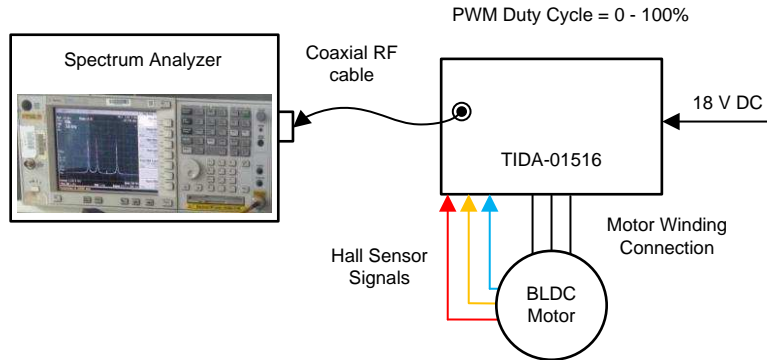 PWM Duty Cycle = 0 - 100%
Spectrum Analyzer
Coaxial RF
cable
18 V DC
TIDA-01516
Motor Winding
Connection
Hall Sensor
Signals
BLDC
Motor